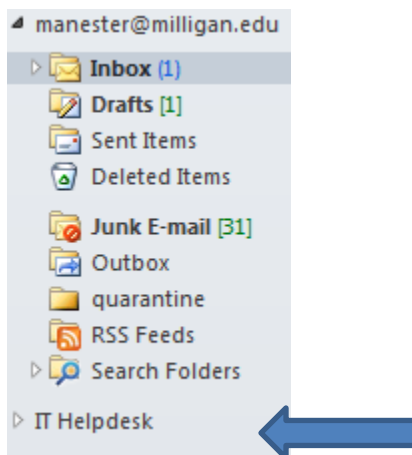 manester@milligan.edu
Inbox (1)
Drafts [1]
Sent Items
Deleted Items
Junk E-mail [31]
Outbox
quarantine
RSS Feeds
Search Folders
IT Helpdesk